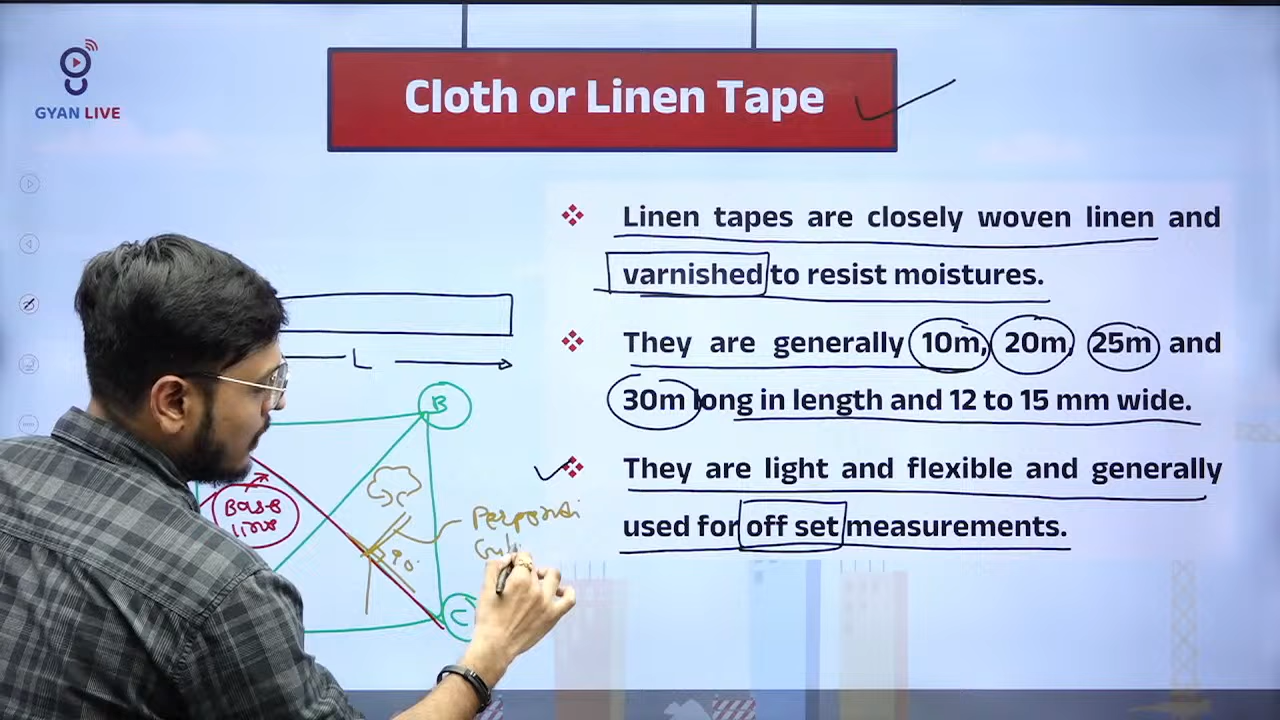 GYAN LIVE
Cloth or Linen Tape
Linen tapes are closely woven linen and
varnished to resist moistures.
They are generally 10m, 20m, 25m and
30m long in length and 12 to 15 mm wide.
They are light and flexible and generally
used for off set measurements.
L
B
Base
line
90
C